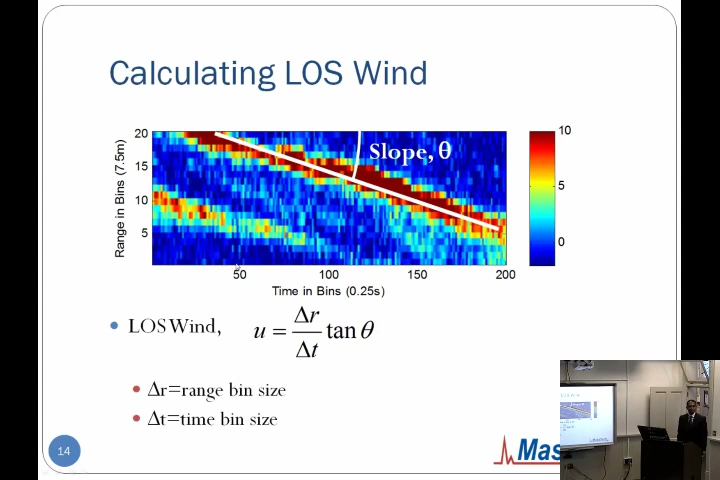 Calculating LOS Wind
Slope, θ
Range in Bins (7.5m)
20
15
10
5
50
100
150
200
Time in Bins (0.25s)
10
5
0
LOS Wind, u = Δr/Δt tan θ
Δr=range bin size
Δt=time bin size
14
Mas